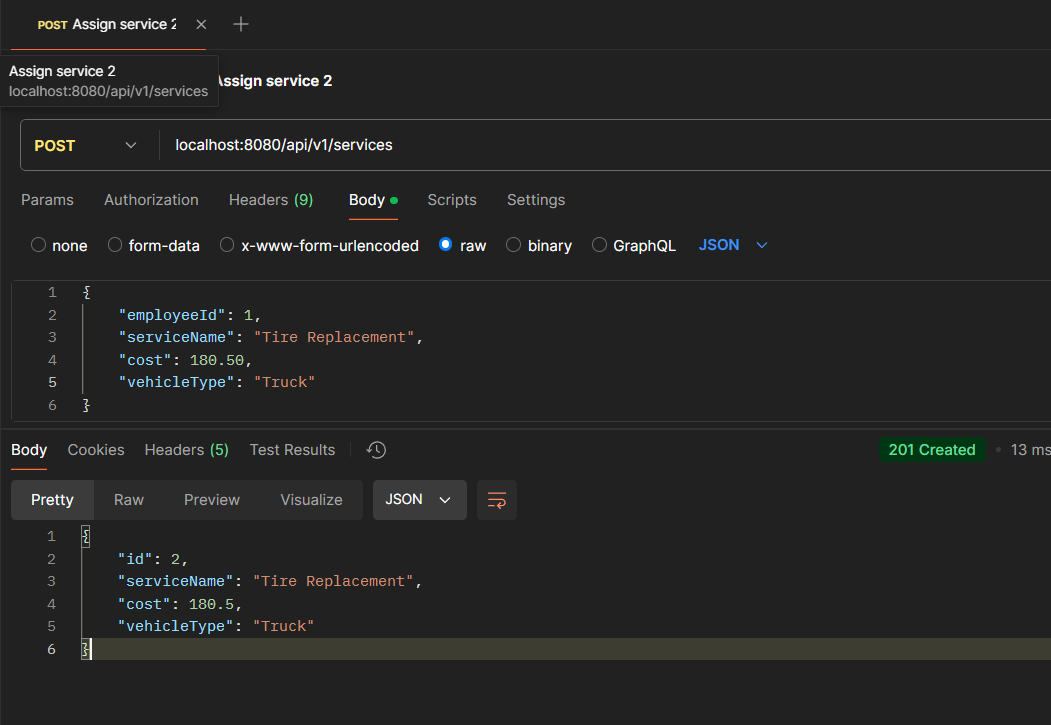 POST Assign service 2
Assign service 2
localhost:8080/api/v1/services
Assign service 2
POST localhost:8080/api/v1/services
Params Authorization Headers (9) Body Scripts Settings
none form-data x-www-form-urlencoded raw binary GraphQL JSON
1 {
2 "employeeId": 1,
3 "serviceName": "Tire Replacement",
4 "cost": 180.50,
5 "vehicleType": "Truck"
6 }
Body Cookies Headers (5) Test Results 201 Created • 13 ms
Pretty Raw Preview Visualize JSON
1 {
2 "id": 2,
3 "serviceName": "Tire Replacement",
4 "cost": 180.5,
5 "vehicleType": "Truck"
6 }